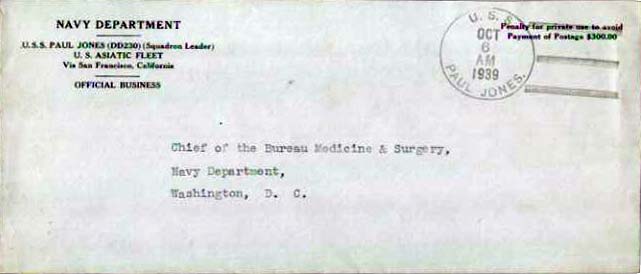 NAVY DEPARTMENT
U.S.S. PAUL JONES (DD230) (Squadron Leader)
U. S. ASIATIC FLEET
Via San Francisco, California
OFFICIAL BUSINESS
U. S. S.
OCT
6
AM
1939
PAUL JONES.
Penalty for private use to avoid
Payment of Postage $300.00
Chief of the Bureau Medicine & Surgery,
Navy Department,
Washington, D. C.